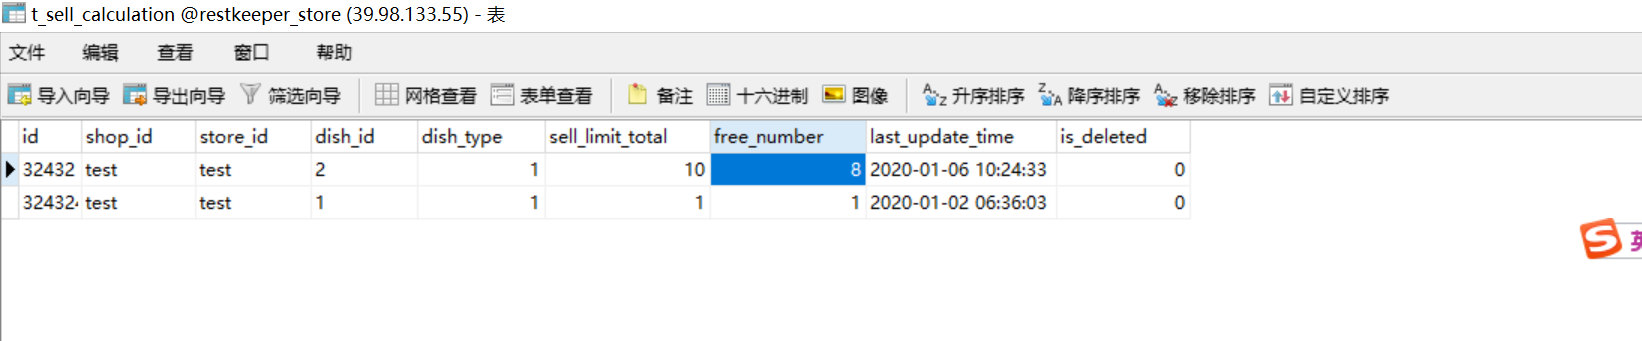 t_sell_calculation @restkeeper_store (39.98.133.55) - 表
文件 编辑 查看 窗口 帮助
导入向导 导出向导 筛选向导 网格查看 表单查看 备注 十六进制 图像 升序排序 降序排序 移除排序 自定义排序
id shop_id store_id dish_id dish_type sell_limit_total free_number last_update_time is_deleted
32432 test test 2 1 10 8 2020-01-06 10:24:33 0
32432 test test 1 1 1 1 2020-01-02 06:36:03 0
英